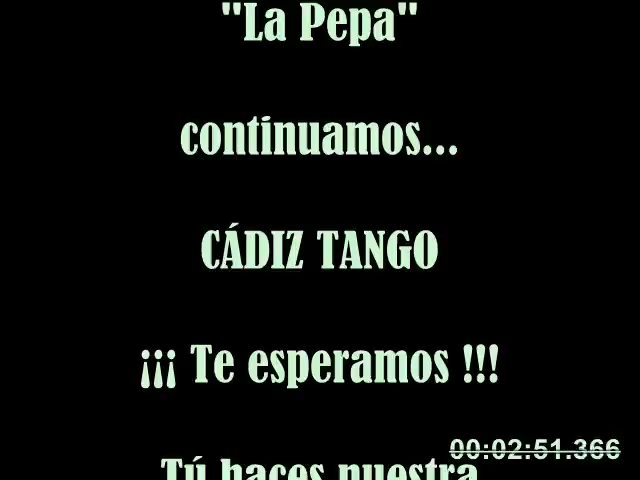 "La Pepa"
continuamos...
CÁDIZ TANGO
¡¡¡ Te esperamos !!!
Tú haces nuestra
00:02:51.366